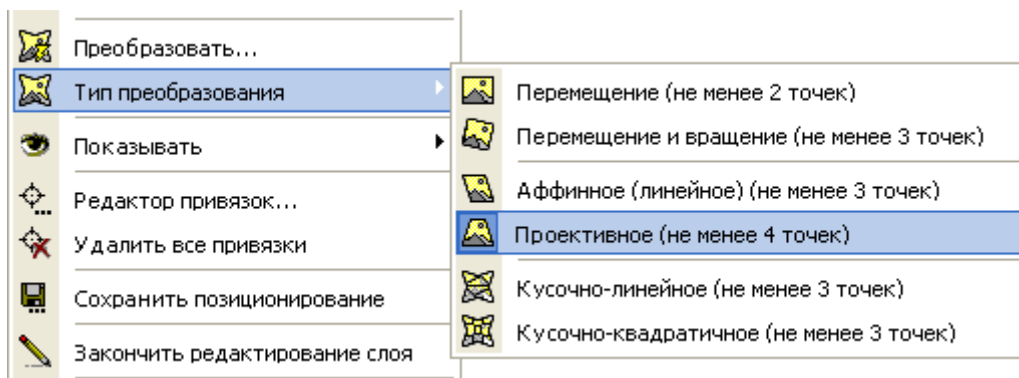 Преобразовать...
Тип преобразования
Показывать
Редактор привязок...
Удалить все привязки
Сохранить позиционирование
Закончить редактирование слоя
Перемещение (не менее 2 точек)
Перемещение и вращение (не менее 3 точек)
Аффинное (линейное) (не менее 3 точек)
Проективное (не менее 4 точек)
Кусочно-линейное (не менее 3 точек)
Кусочно-квадратичное (не менее 3 точек)